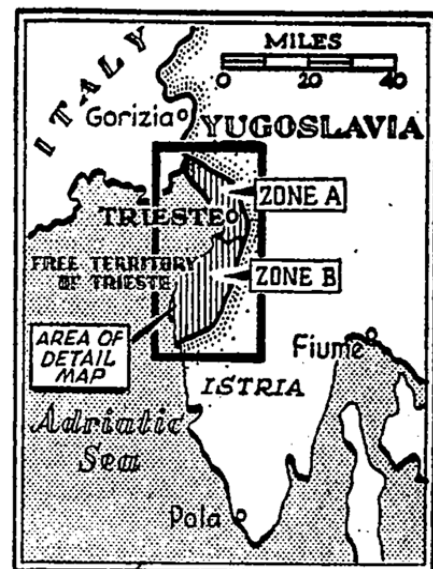 MILES
0 20 40
ITALY
Gorizia
YUGOSLAVIA
ZONE A
TRIESTE
FREE TERRITORY
OF TRIESTE
ZONE B
AREA OF
DETAIL
MAP
Fiume
ISTRIA
Adriatic
Sea
Pola